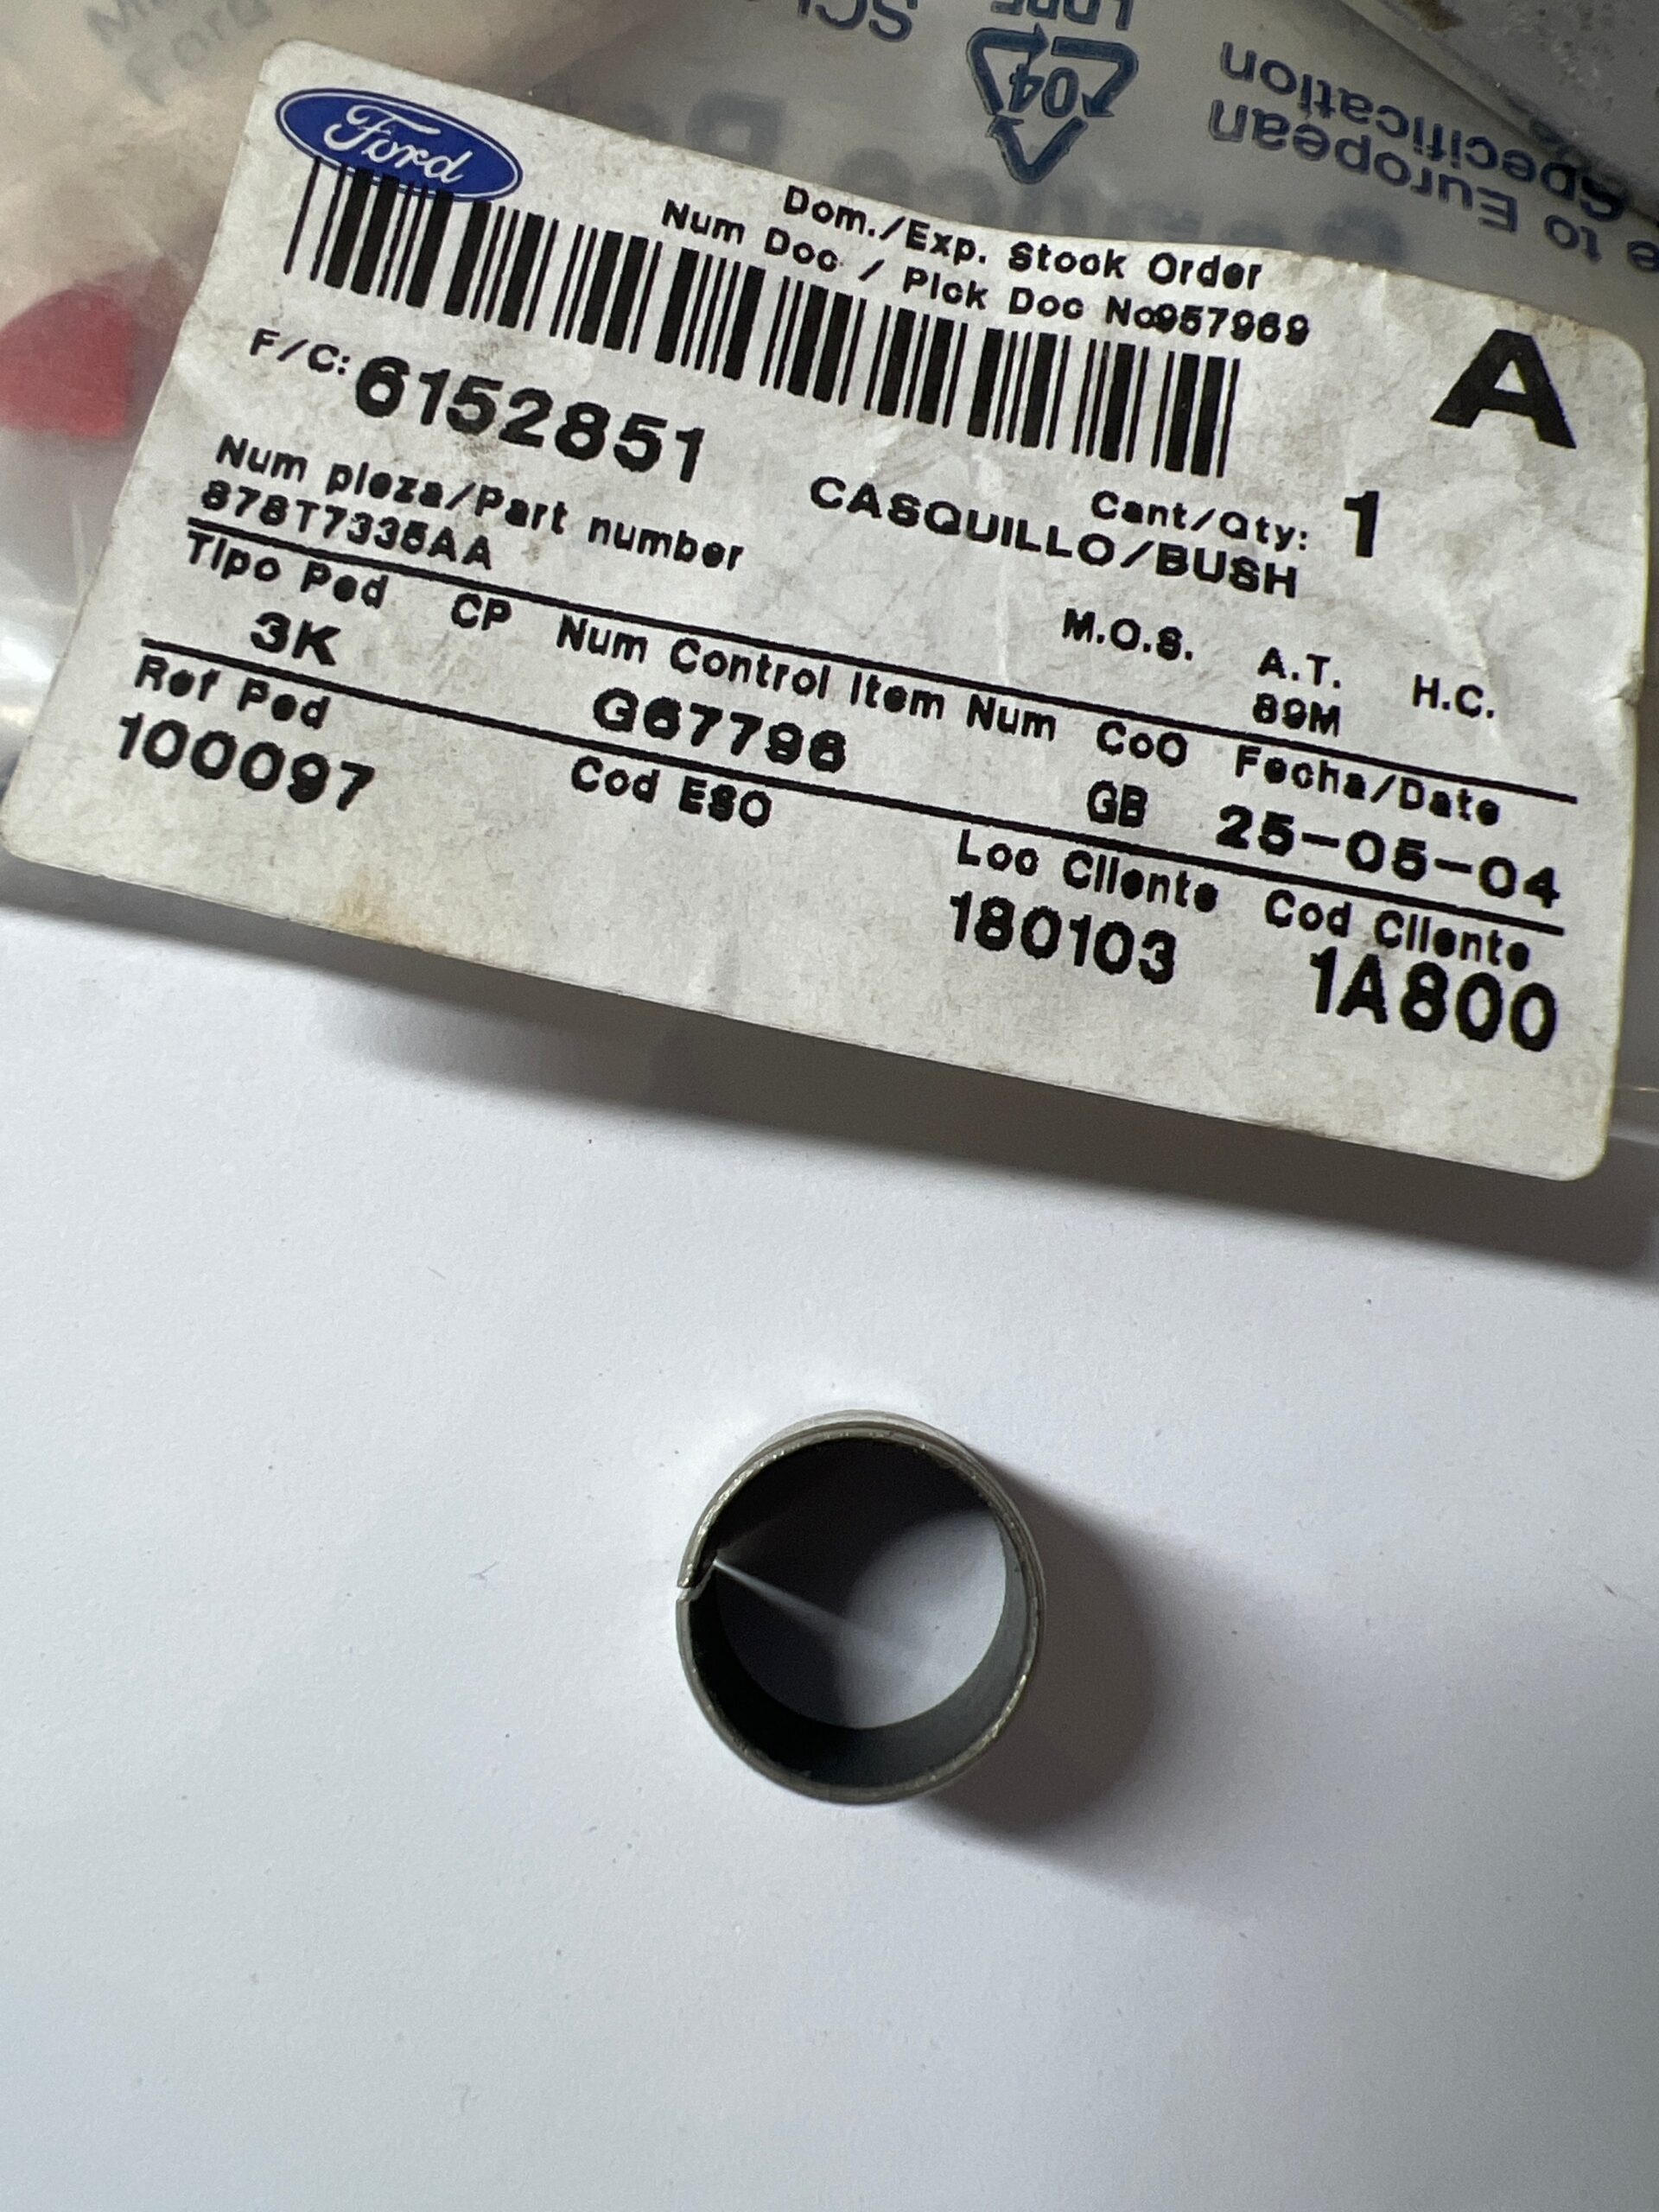 LDPE
04
European
Specification
Ford
Dom./Exp. Stock Order
Num Doc / Pick Doc No957969
A
F/C: 6152851
Cant/Qty: 1
Num pieza/Part number
CASQUILLO/BUSH
878T7335AA
M.O.S. A.T. H.C.
89M
Tipo Ped CP Num Control Item Num CoO Fecha/Date
3K G67796 GB 25-05-04
Ref Ped Cod ESO Loc Cliente Cod Cliente
100097 180103 1A800